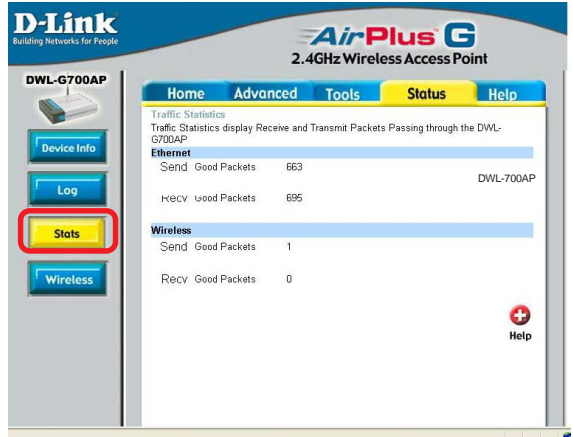 D-Link
Building Networks for People
AirPlus G
2.4GHz Wireless Access Point
DWL-G700AP
Home Advanced Tools Status Help
Device Info
Log
Stats
Wireless
Traffic Statistics
Traffic Statistics display Receive and Transmit Packets Passing through the DWL-
G700AP
Ethernet
Send Good Packets 663
DWL-700AP
Recv Good Packets 695
Wireless
Send Good Packets 1
Recv Good Packets 0
Help